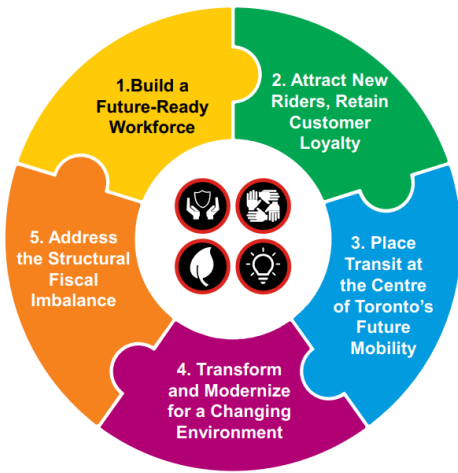 1.Build a
Future-Ready
Workforce
2. Attract New
Riders, Retain
Customer
Loyalty
3. Place
Transit at
the Centre
of Toronto’s
Future
Mobility
4. Transform
and Modernize
for a Changing
Environment
5. Address
the Structural
Fiscal
Imbalance